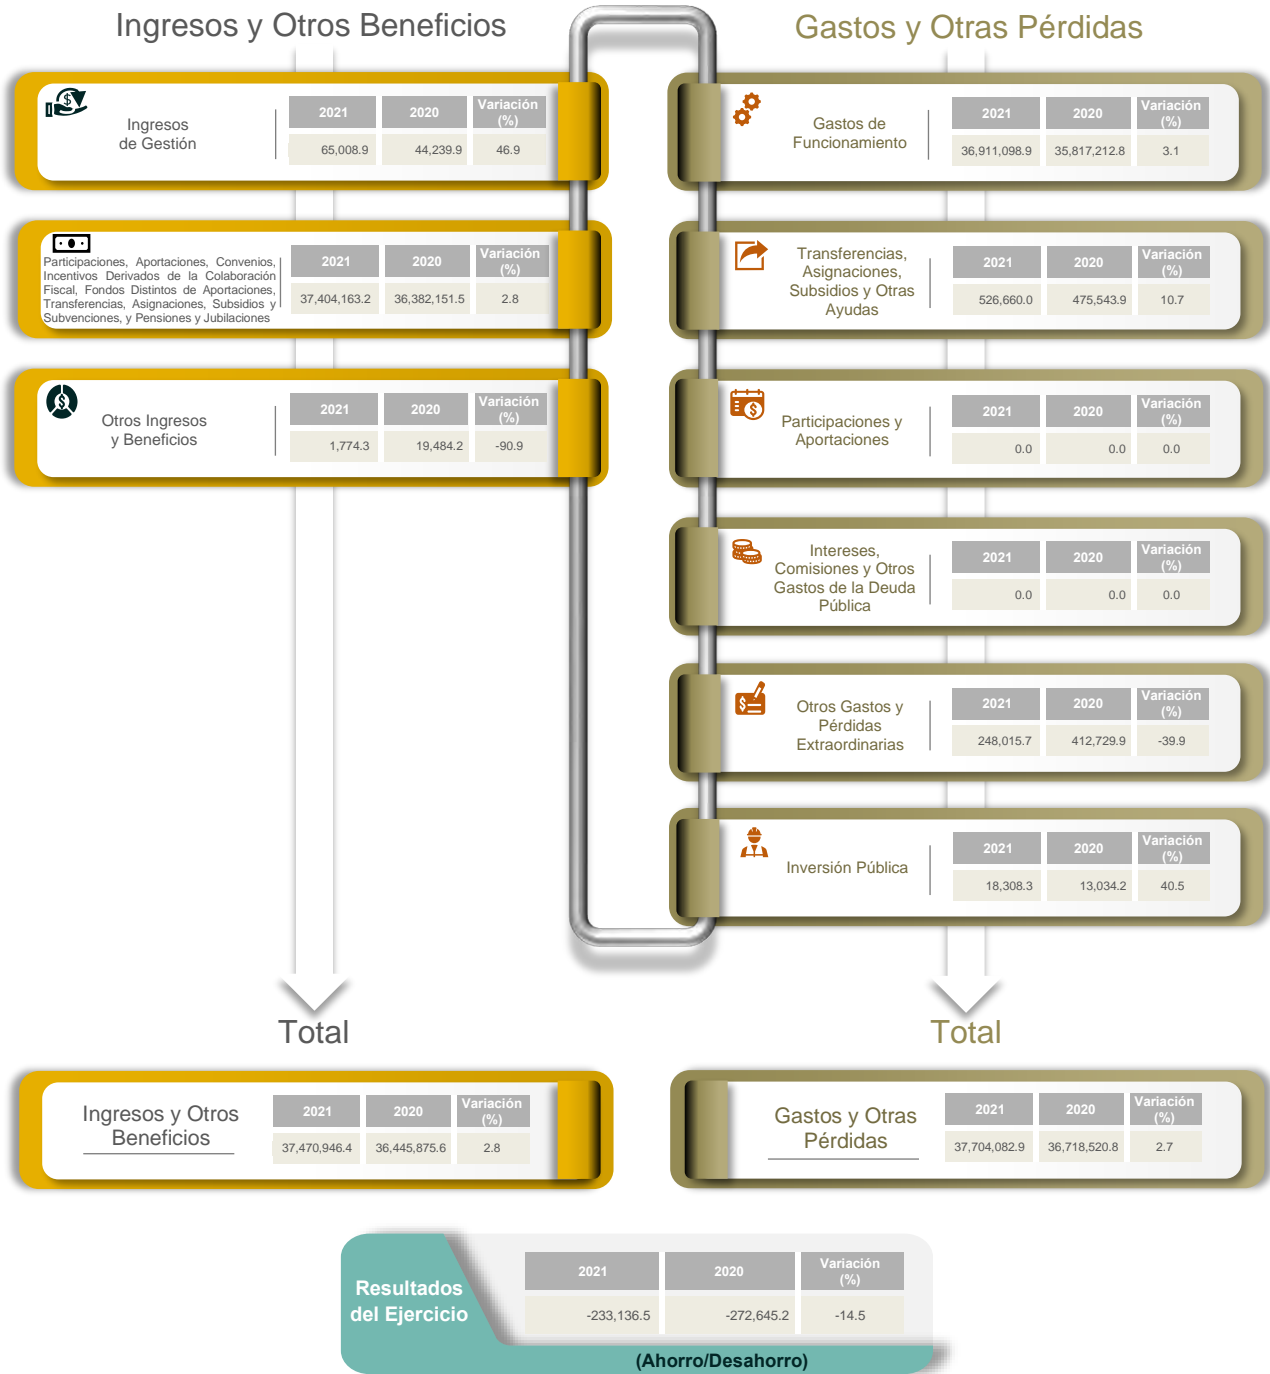 Ingresos y Otros Beneficios
Ingresos
de Gestión
2021 2020 Variación
(%)
65,008.9 44,239.9 46.9
Participaciones, Aportaciones, Convenios,
Incentivos Derivados de la Colaboración
Fiscal, Fondos Distintos de Aportaciones,
Transferencias, Asignaciones, Subsidios y
Subvenciones, y Pensiones y Jubilaciones
2021 2020 Variación
(%)
37,404,163.2 36,382,151.5 2.8
Otros Ingresos
y Beneficios
2021 2020 Variación
(%)
1,774.3 19,484.2 -90.9
Total
Ingresos y Otros
Beneficios
2021 2020 Variación
(%)
37,470,946.4 36,445,875.6 2.8
Gastos y Otras Pérdidas
Gastos de
Funcionamiento
2021 2020 Variación
(%)
36,911,098.9 35,817,212.8 3.1
Transferencias,
Asignaciones,
Subsidios y Otras
Ayudas
2021 2020 Variación
(%)
526,660.0 475,543.9 10.7
Participaciones y
Aportaciones
2021 2020 Variación
(%)
0.0 0.0 0.0
Intereses,
Comisiones y Otros
Gastos de la Deuda
Pública
2021 2020 Variación
(%)
0.0 0.0 0.0
Otros Gastos y
Pérdidas
Extraordinarias
2021 2020 Variación
(%)
248,015.7 412,729.9 -39.9
Inversión Pública
2021 2020 Variación
(%)
18,308.3 13,034.2 40.5
Total
Gastos y Otras
Pérdidas
2021 2020 Variación
(%)
37,704,082.9 36,718,520.8 2.7
Resultados
del Ejercicio
2021 2020 Variación
(%)
-233,136.5 -272,645.2 -14.5
(Ahorro/Desahorro)